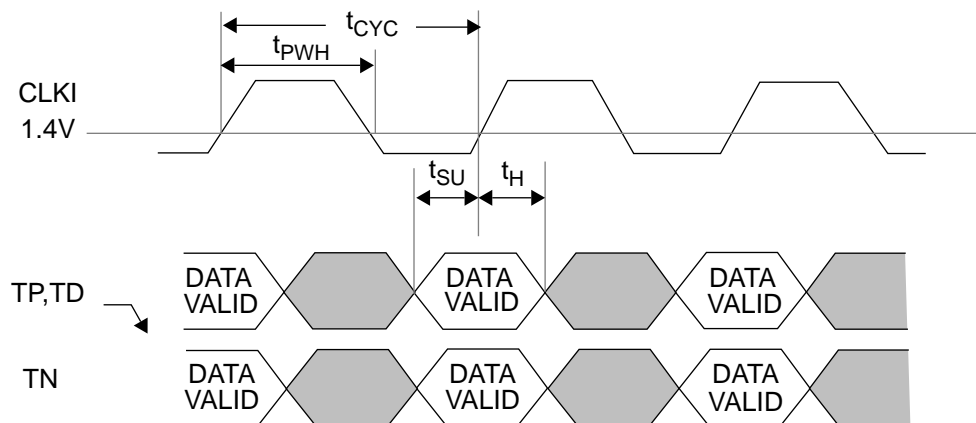 tCYC
tPWH
CLKI
1.4V
tSU
tH
TP,TD
DATA VALID
DATA VALID
DATA VALID
TN
DATA VALID
DATA VALID
DATA VALID